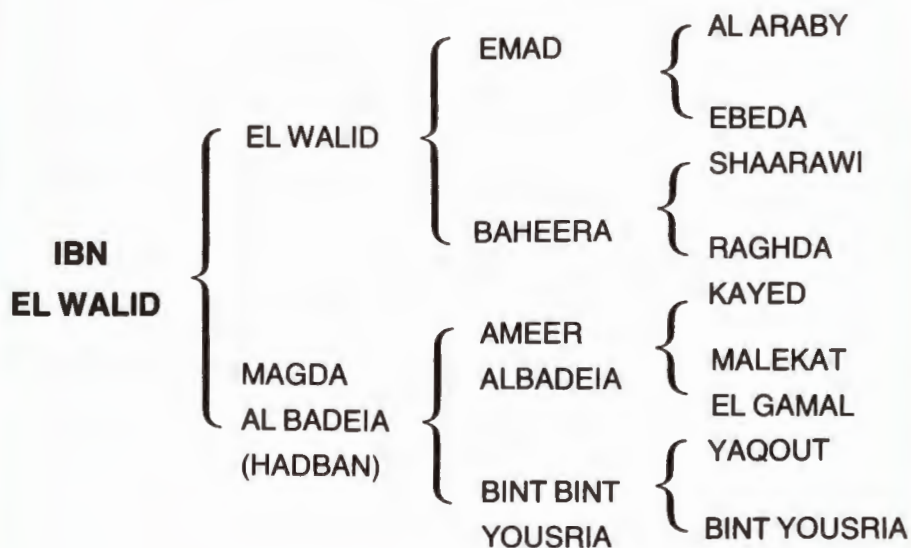 IBN
EL WALID
EL WALID
MAGDA
AL BADEIA
(HADBAN)
EMAD
BAHEERA
AMEER
ALBADEIA
BINT BINT
YOUSRIA
AL ARABY
EBEDA
SHAARAWI
RAGHDA
KAYED
MALEKAT
EL GAMAL
YAQOUT
BINT YOUSRIA